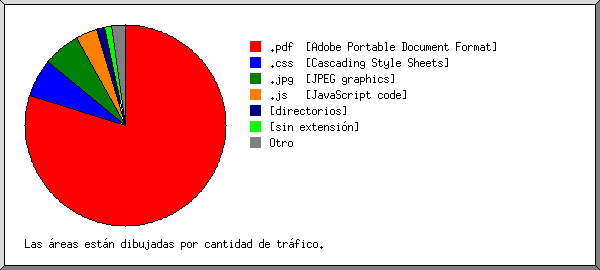 .pdf [Adobe Portable Document Format]
.css [Cascading Style Sheets]
.jpg [JPEG graphics]
.js [JavaScript code]
[directorios]
[sin extensión]
Otro
Las áreas están dibujadas por cantidad de tráfico.